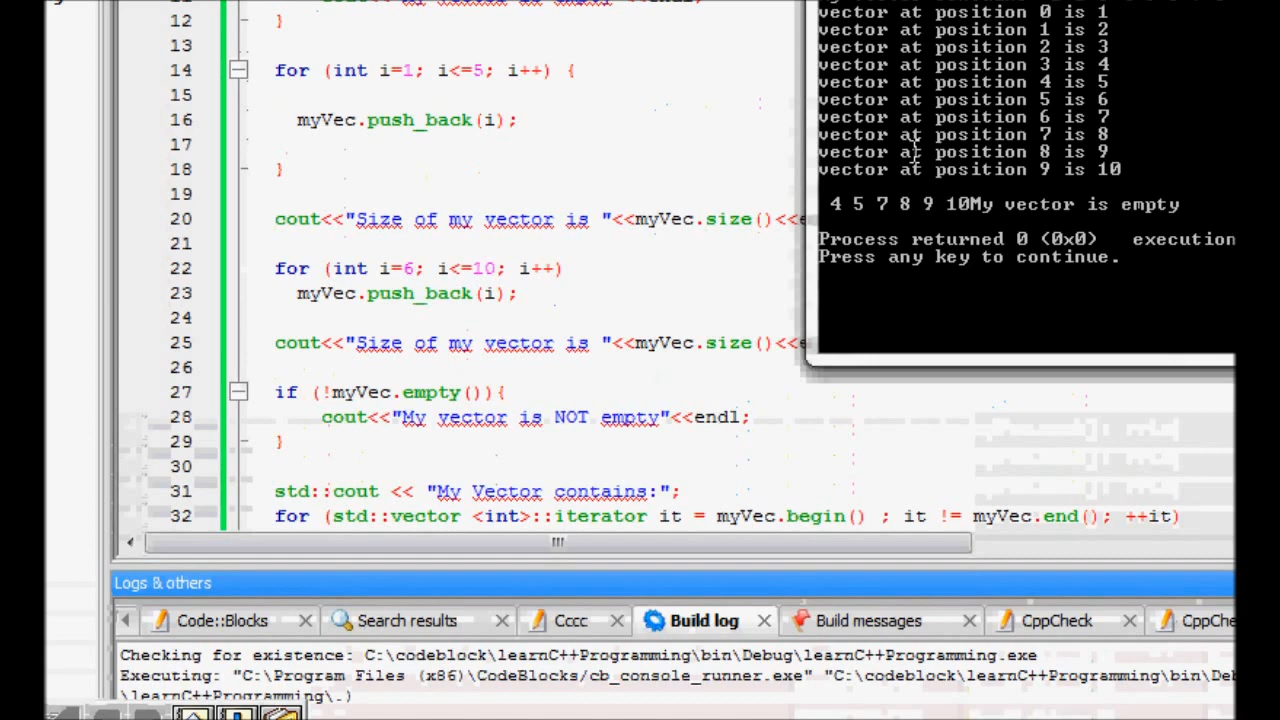 12 }
13
14 for (int i=1; i<=5; i++) {
15
16 myVec.push_back(i);
17
18 }
19
20 cout<<"Size of my vector is "<<myVec.size()<<e
21
22 for (int i=6; i<=10; i++)
23 myVec.push_back(i);
24
25 cout<<"Size of my vector is "<<myVec.size()<<e
26
27 if (!myVec.empty()){
28 cout<<"My vector is NOT empty"<<endl;
29 }
30
31 std::cout << "My Vector contains:";
32 for (std::vector <int>::iterator it = myVec.begin() ; it != myVec.end(); ++it)
vector at position 0 is 1
vector at position 1 is 2
vector at position 2 is 3
vector at position 3 is 4
vector at position 4 is 5
vector at position 5 is 6
vector at position 6 is 7
vector at position 7 is 8
vector at position 8 is 9
vector at position 9 is 10
4 5 7 8 9 10My vector is empty
Process returned 0 (0x0) execution
Press any key to continue.
Logs & others
Code::Blocks Search results Cccc Build log Build messages CppCheck CppChe
Checking for existence: C:\codeblock\learnC++Programming\bin\Debug\learnC++Programming.exe
Executing: "C:\Program Files (x86)\CodeBlocks/cb_console_runner.exe" "C:\codeblock\learnC++Programming\bin\Deb
\learnC++Programming\.)